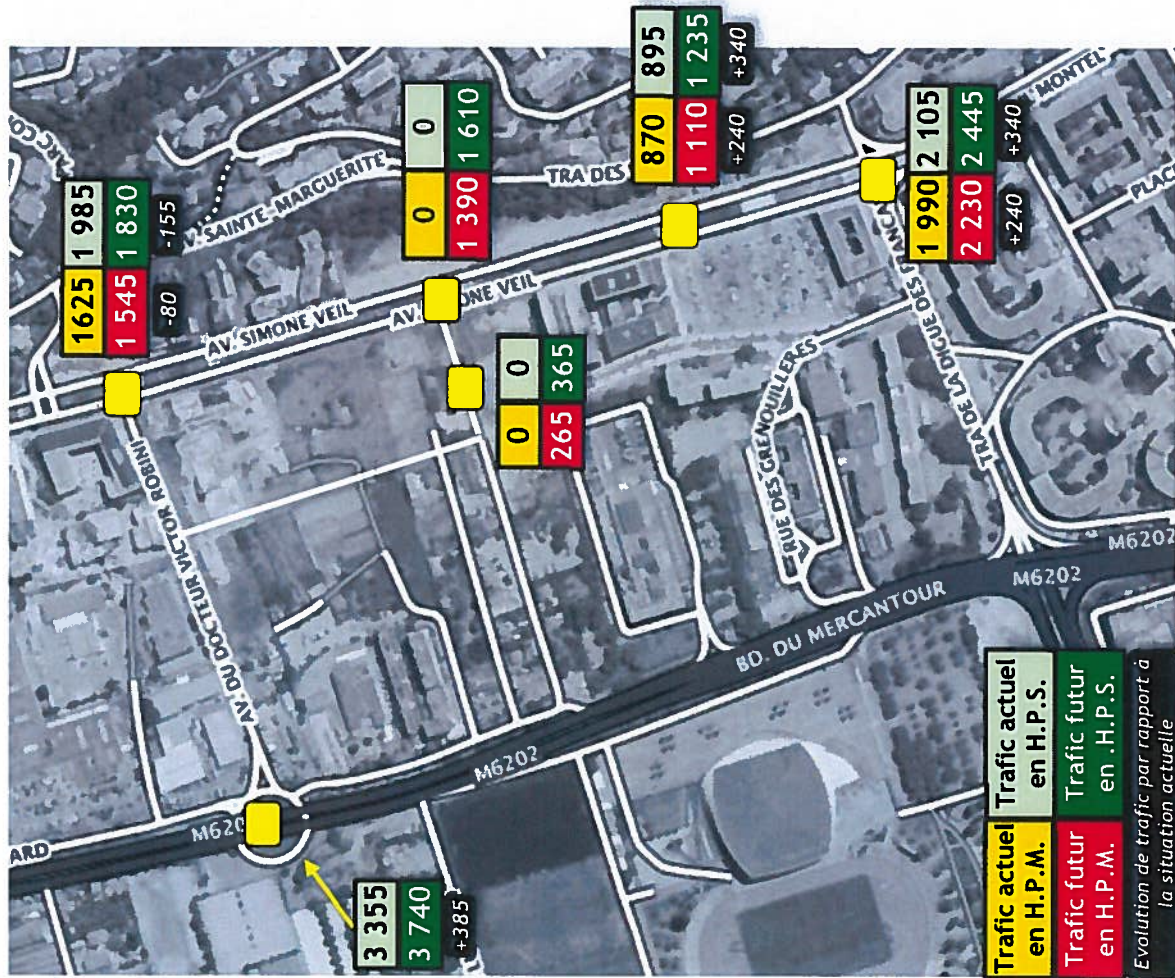 ARC CO
1625 1 985
1 545 1 830
-80 -155
V. SAINTE-MARGUERITE
0 0
1 390 1 610
TRA DES
870 895
1 110 1 235
+240 +340
AV. SIMONE VEIL
AV. ONE VEIL
0 0
265 365
AV. DU DOCTEUR VICTOR ROBINI
1 990 2 105
2 230 2 445
+240 +340
MONTEL
PLACE
RUE DES GRENOUILLERES
TRA DE LA DIGUE DES FRANCA
M6202
M6202
BD. DU MERCANTOUR
M6202
M620
ARD
3 355
3 740
+385
Trafic actuel
en H.P.M.
Trafic actuel
en H.P.S.
Trafic futur
en H.P.M.
Trafic futur
en .H.P.S.
Evolution de trafic par rapport à
la situation actuelle